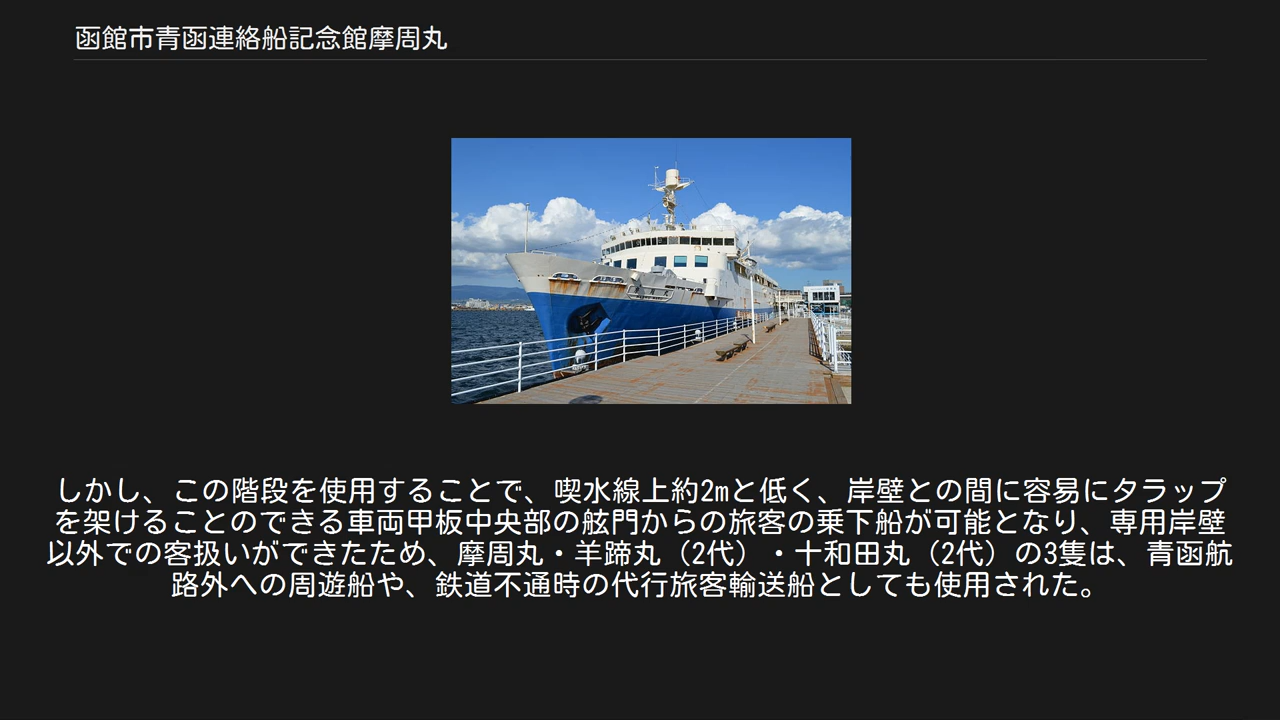 函館市青函連絡船記念館摩周丸
しかし、この階段を使用することで、喫水線上約2mと低く、岸壁との間に容易にタラップ
を架けることのできる車両甲板中央部の舷門からの旅客の乗下船が可能となり、専用岸壁
以外での客扱いができたため、摩周丸・羊蹄丸（2代）・十和田丸（2代）の3隻は、青函航
路外への周遊船や、鉄道不通時の代行旅客輸送船としても使用された。